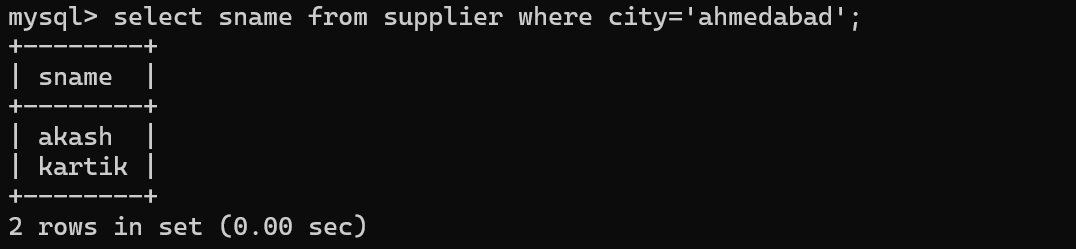 mysql> select sname from supplier where city='ahmedabad';
+--------+
| sname  |
+--------+
| akash  |
| kartik |
+--------+
2 rows in set (0.00 sec)